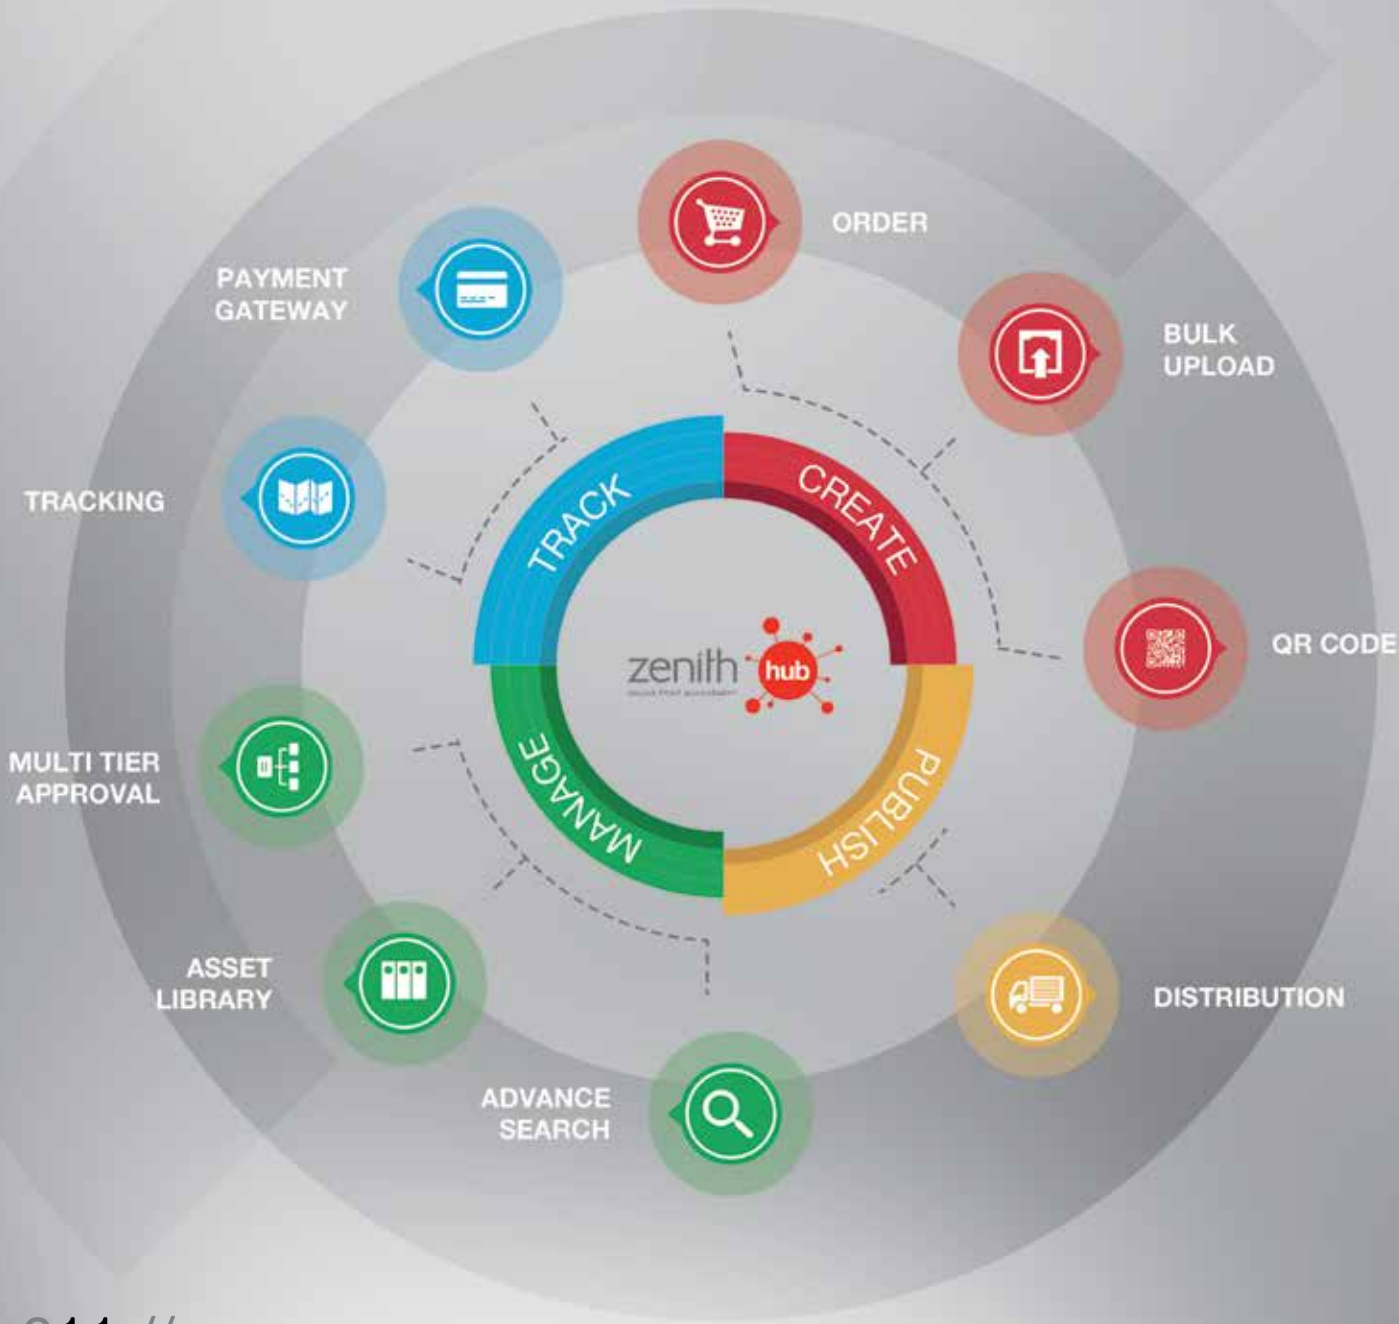 ORDER
PAYMENT
GATEWAY
BULK
UPLOAD
TRACKING
TRACK
CREATE
QR CODE
zenith hub
MULTI TIER
APPROVAL
MANAGE
PUBLISH
ASSET
LIBRARY
DISTRIBUTION
ADVANCE
SEARCH